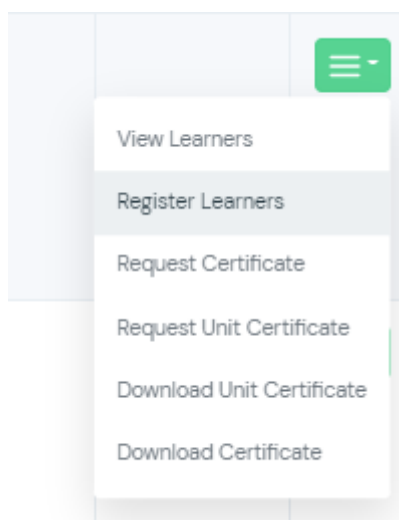 View Learners
Register Learners
Request Certificate
Request Unit Certificate
Download Unit Certificate
Download Certificate